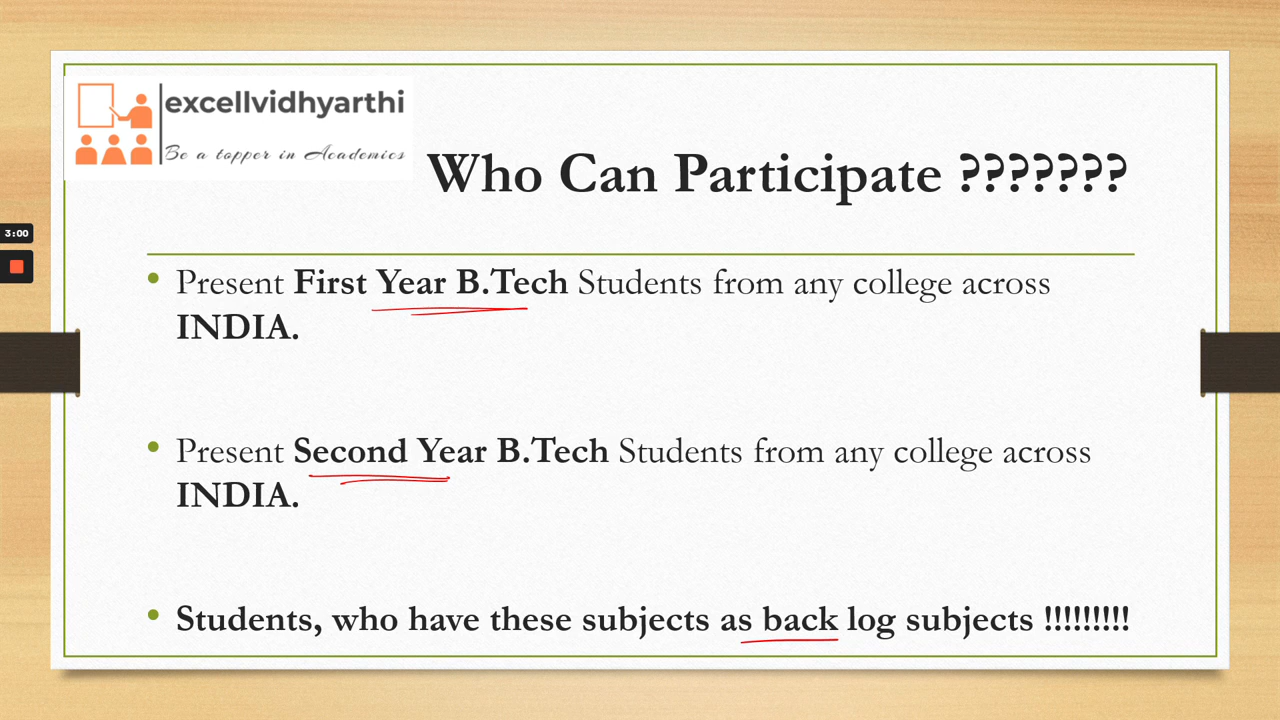 excellvidhyarthi
Be a topper in Academics
Who Can Participate ???????
3:00
Present First Year B.Tech Students from any college across
INDIA.
Present Second Year B.Tech Students from any college across
INDIA.
Students, who have these subjects as back log subjects !!!!!!!!!